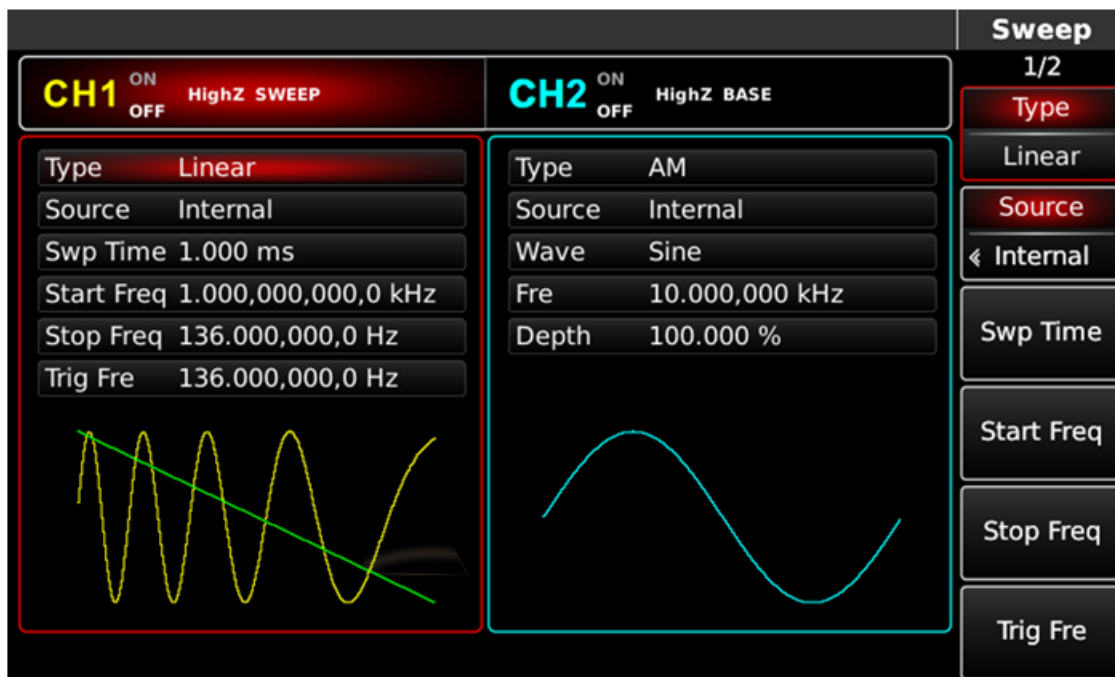 Sweep
1/2
CH1 ON OFF HighZ SWEEP
CH2 ON OFF HighZ BASE
Type Linear
Source Internal
Swp Time 1.000 ms
Start Freq 1.000,000,000,0 kHz
Stop Freq 136.000,000,0 Hz
Trig Fre 136.000,000,0 Hz
Type AM
Source Internal
Wave Sine
Fre 10.000,000 kHz
Depth 100.000 %
Type
Linear
Source
Internal
Swp Time
Start Freq
Stop Freq
Trig Fre